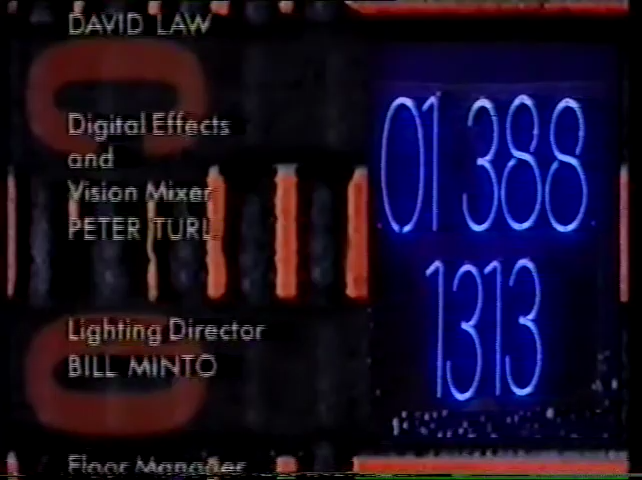 DAVID LAW
Digital Effects
and
Vision Mixer
PETER TURL
Lighting Director
BILL MINTO
Floor Manager
01 388
1313